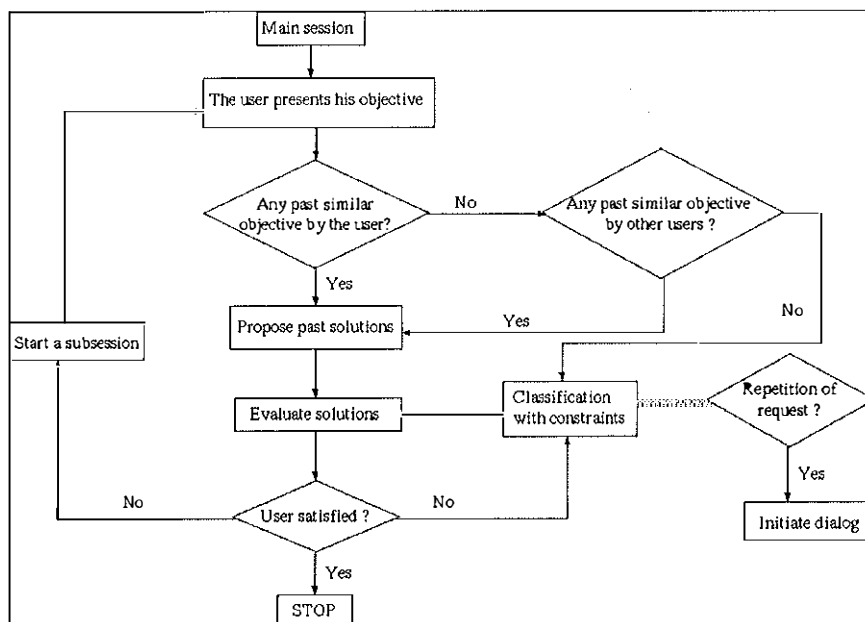 Main session
The user presents his objective
Any past similar
objective by the user?
No
Any past similar objective
by other users ?
Yes
Propose past solutions
Yes
No
Start a subsession
Evaluate solutions
Classification
with constraints
Repetition of
request ?
Yes
No
User satisfied ?
No
Initiate dialog
Yes
STOP